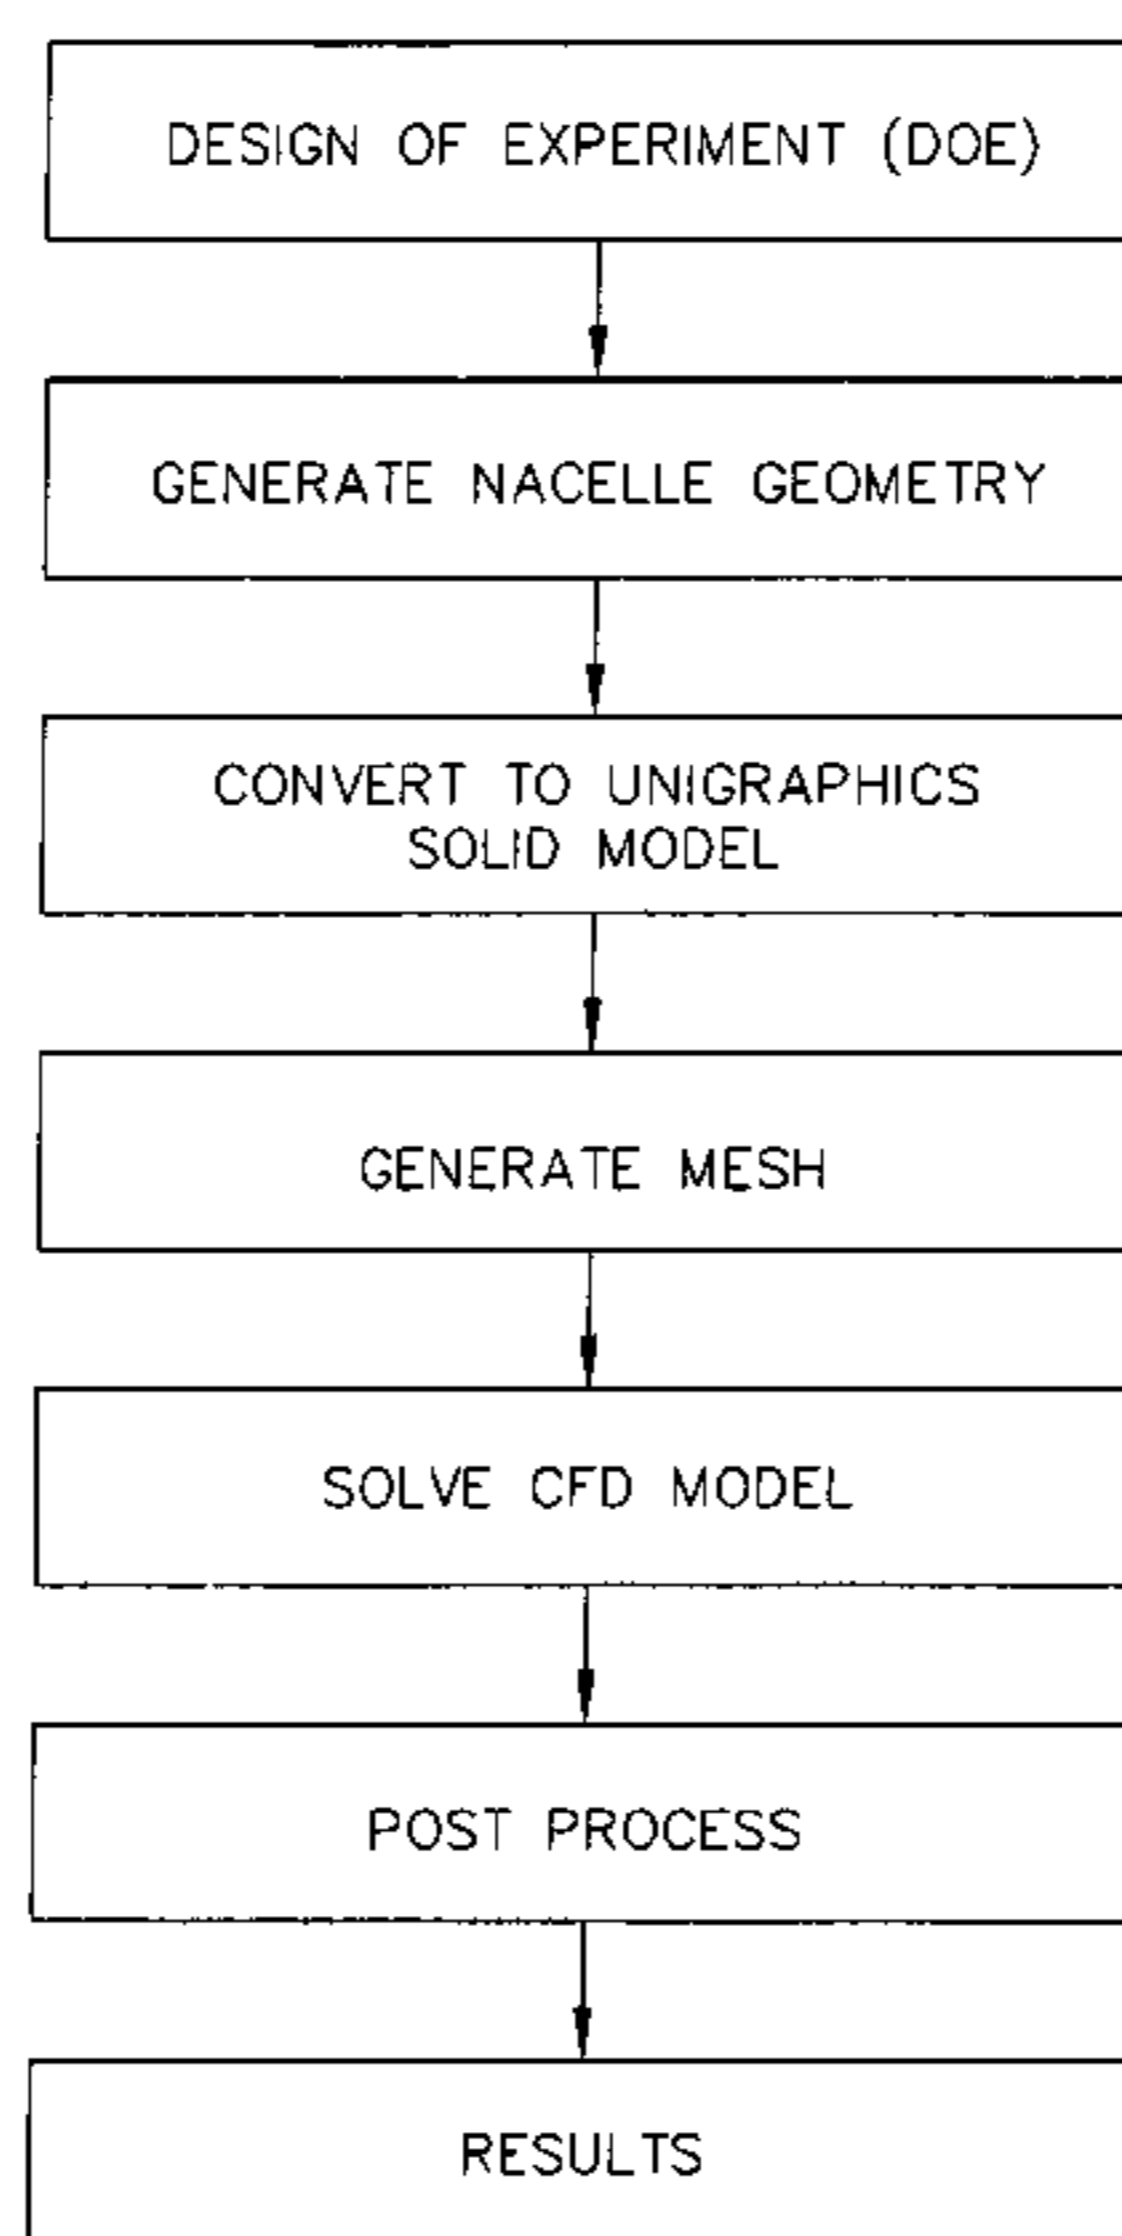 DESIGN OF EXPERIMENT (DOE)
GENERATE NACELLE GEOMETRY
CONVERT TO UNIGRAPHICS
SOLID MODEL
GENERATE MESH
SOLVE CFD MODEL
POST PROCESS
RESULTS